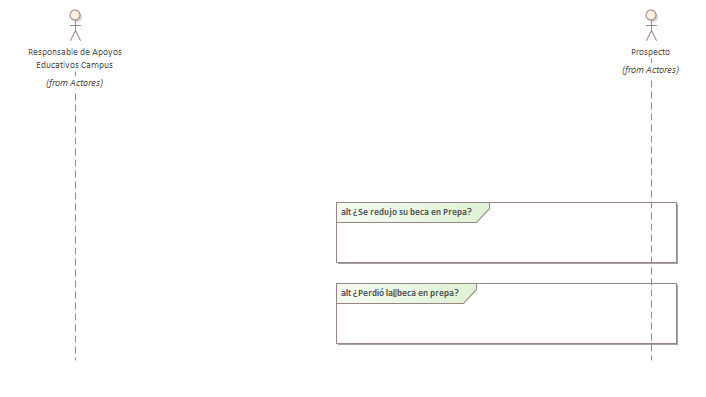 Responsable de Apoyos
Educativos Campus
(from Actores)
Prospecto
(from Actores)
alt ¿Se redujo su beca en Prepa?
alt ¿Perdió la beca en prepa?